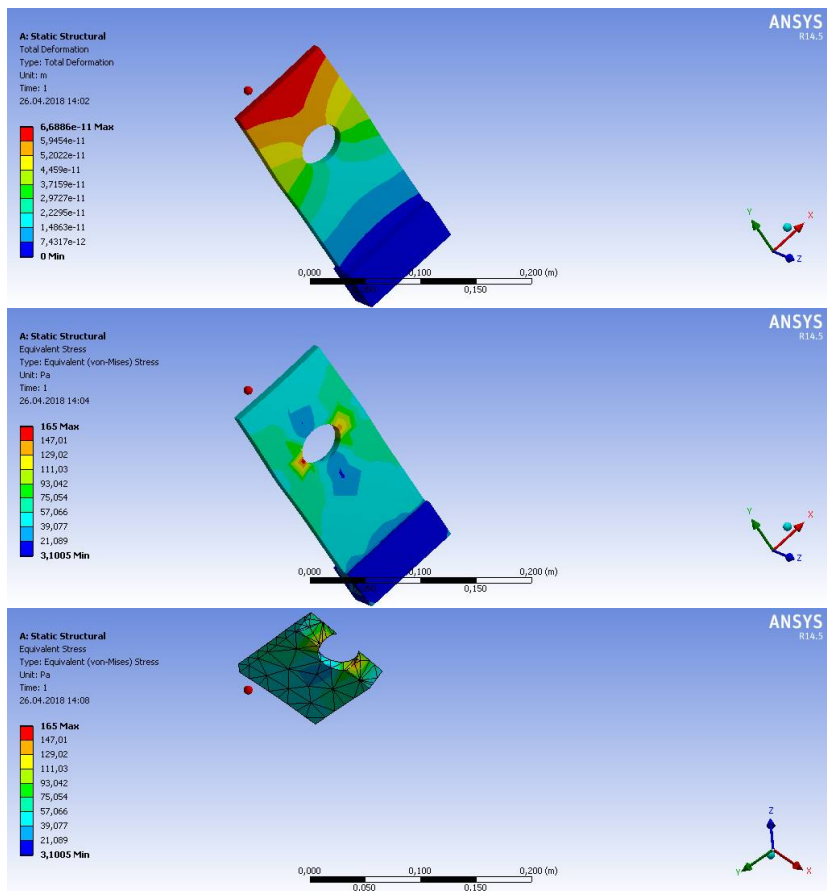 A: Static Structural
Total Deformation
Type: Total Deformation
Unit: m
Time: 1
26.04.2018 14:02
6,6886e-11 Max
5,9454e-11
5,2022e-11
4,459e-11
3,7159e-11
2,9727e-11
2,2295e-11
1,4863e-11
7,4317e-12
0 Min
ANSYS
R14.5
Y
X
Z
0,000
0,100
0,200 (m)
0,150
A: Static Structural
Equivalent Stress
Type: Equivalent (von-Mises) Stress
Unit: Pa
Time: 1
26.04.2018 14:04
165 Max
147,01
129,02
111,03
93,042
75,054
57,066
39,077
21,089
3,1005 Min
ANSYS
R14.5
Y
X
Z
0,000
0,100
0,200 (m)
0,150
A: Static Structural
Equivalent Stress
Type: Equivalent (von-Mises) Stress
Unit: Pa
Time: 1
26.04.2018 14:08
165 Max
147,01
129,02
111,03
93,042
75,054
57,066
39,077
21,089
3,1005 Min
ANSYS
R14.5
Z
Y
X
0,000
0,100
0,200 (m)
0,050
0,150